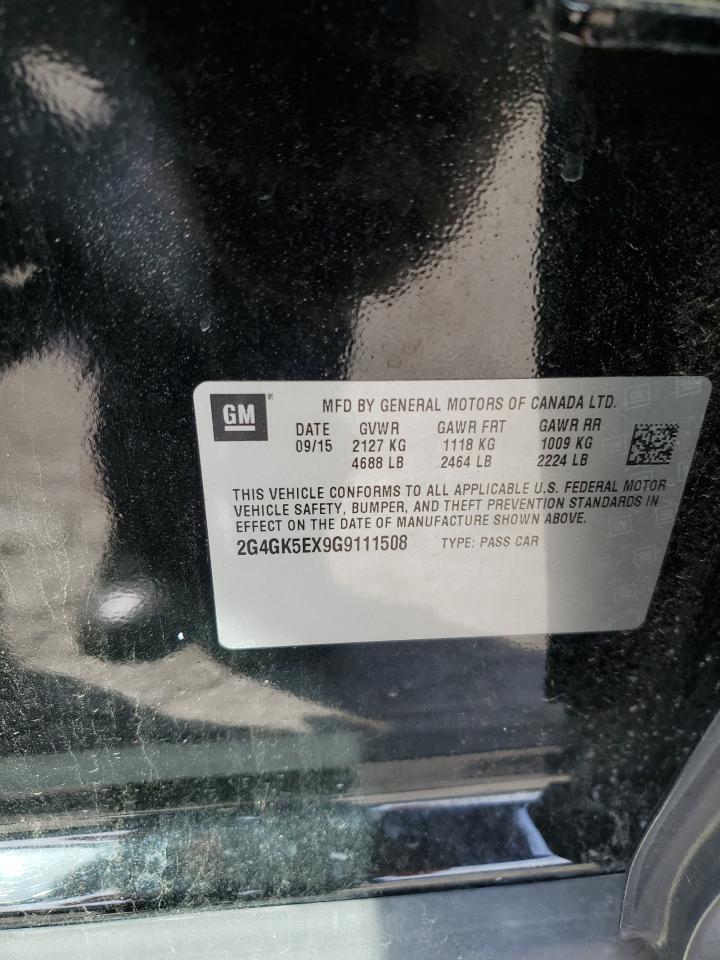 GM
MFD BY GENERAL MOTORS OF CANADA LTD.
DATE GVWR GAWR FRT GAWR RR
09/15 2127 KG 1118 KG 1009 KG
4688 LB 2464 LB 2224 LB
THIS VEHICLE CONFORMS TO ALL APPLICABLE U.S. FEDERAL MOTOR
VEHICLE SAFETY, BUMPER, AND THEFT PREVENTION STANDARDS IN
EFFECT ON THE DATE OF MANUFACTURE SHOWN ABOVE.
2G4GK5EX9G9111508 TYPE: PASS CAR